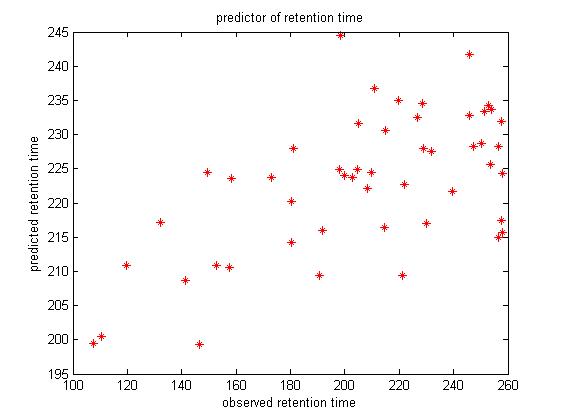 predictor of retention time
245
240
235
230
225
220
215
210
205
200
195
predicted retention time
100 120 140 160 180 200 220 240 260
observed retention time